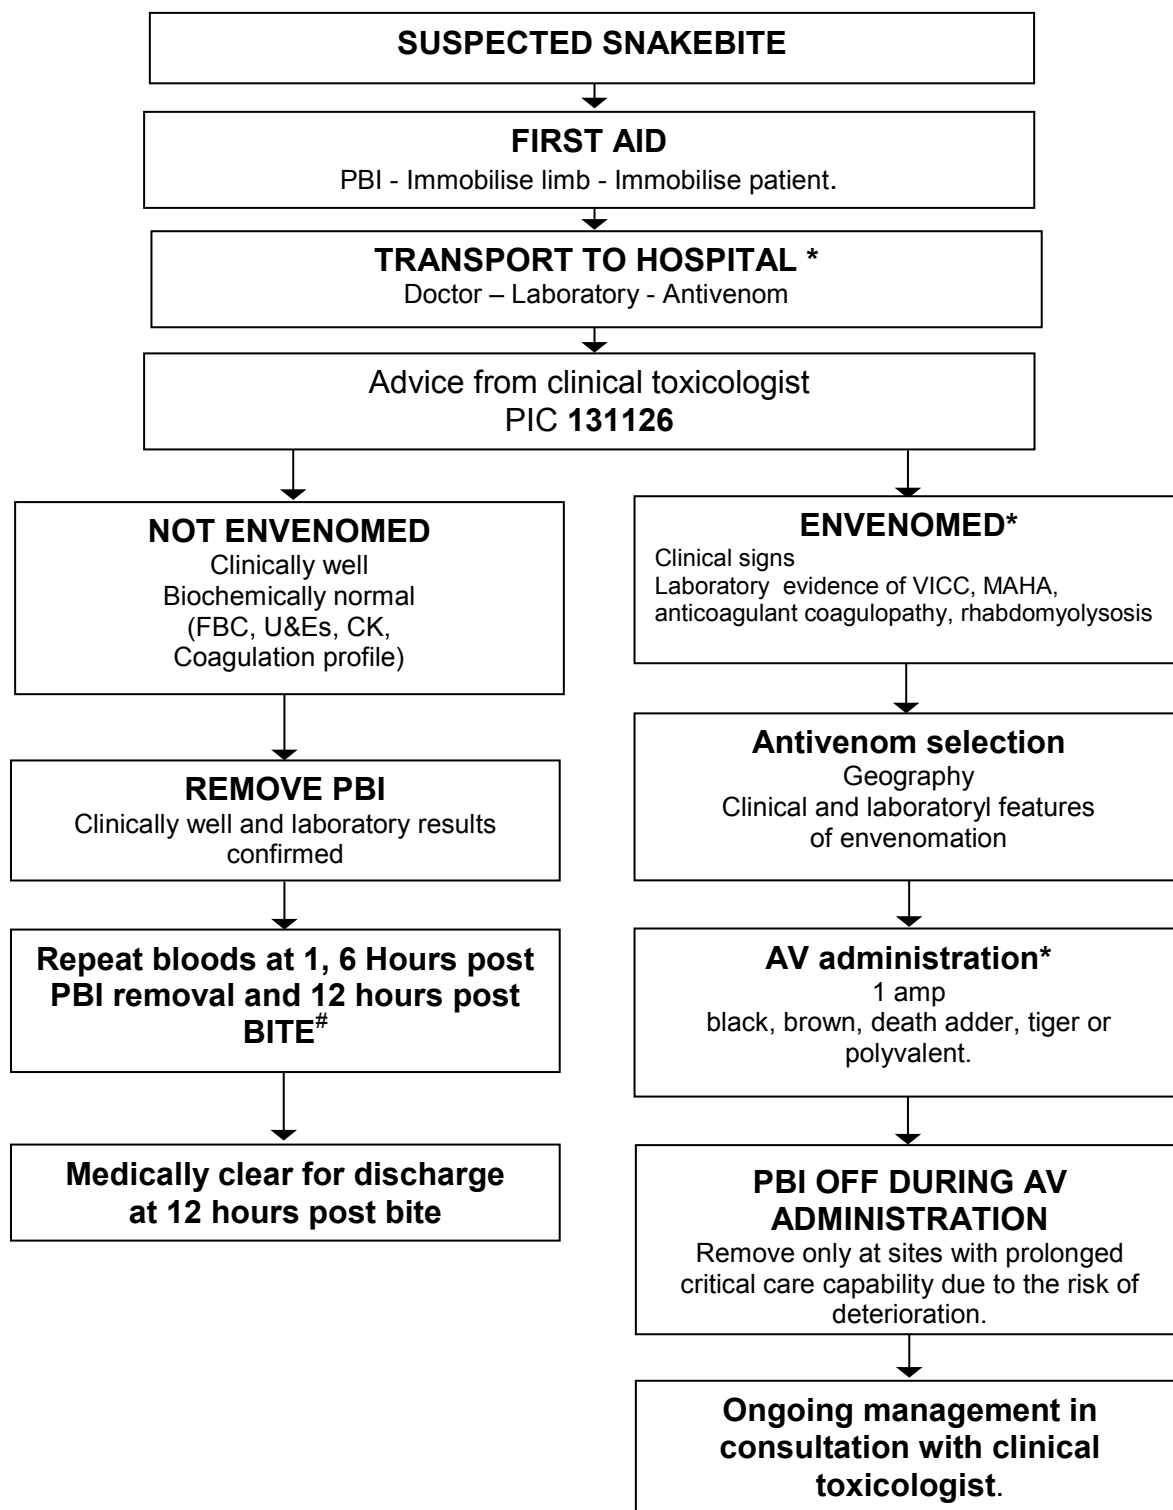 SUSPECTED SNAKEBITE
FIRST AID
PBI - Immobilise limb - Immobilise patient.
TRANSPORT TO HOSPITAL *
Doctor – Laboratory - Antivenom
Advice from clinical toxicologist
PIC 131126
NOT ENVENOMED
Clinically well
Biochemically normal
(FBC, U&Es, CK,
Coagulation profile)
REMOVE PBI
Clinically well and laboratory results
confirmed
Repeat bloods at 1, 6 Hours post
PBI removal and 12 hours post
BITE#
Medically clear for discharge
at 12 hours post bite
ENVENOMED*
Clinical signs
Laboratory evidence of VICC, MAHA,
anticoagulant coagulopathy, rhabdomyolysosis
Antivenom selection
Geography
Clinical and laboratoryl features
of envenomation
AV administration*
1 amp
black, brown, death adder, tiger or
polyvalent.
PBI OFF DURING AV
ADMINISTRATION
Remove only at sites with prolonged
critical care capability due to the risk of
deterioration.
Ongoing management in
consultation with clinical
toxicologist.